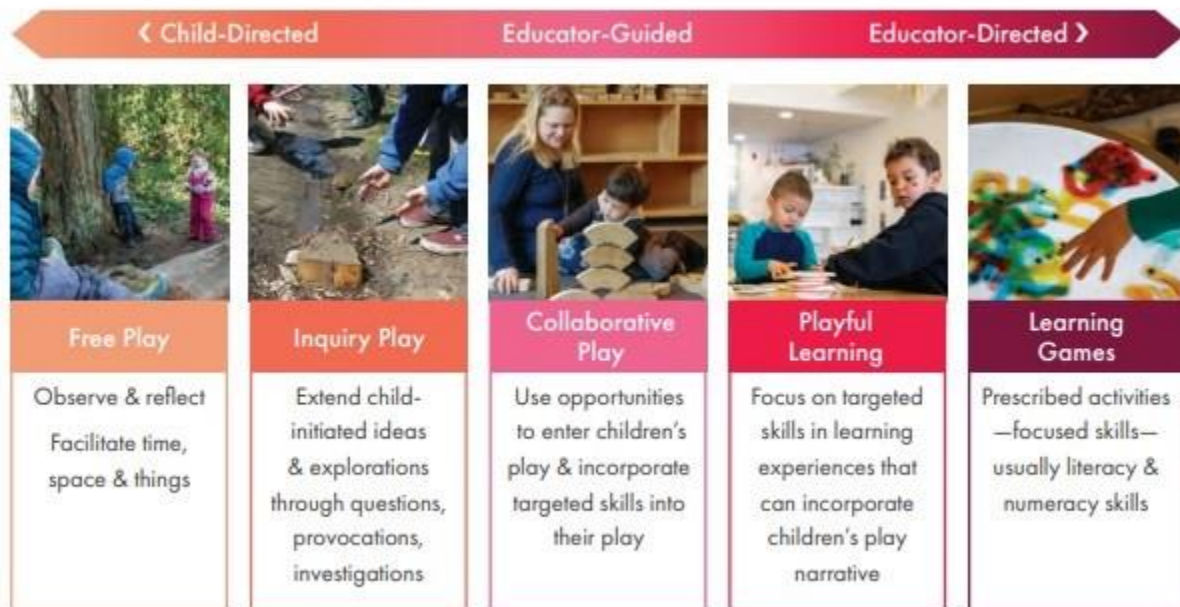 ‹ Child-Directed
Educator-Guided
Educator-Directed ›
Free Play
Observe & reflect
Facilitate time,
space & things
Inquiry Play
Extend child-
initiated ideas
& explorations
through questions,
provocations,
investigations
Collaborative
Play
Use opportunities
to enter children's
play & incorporate
targeted skills into
their play
Playful
Learning
Focus on targeted
skills in learning
experiences that
can incorporate
children's play
narrative
Learning
Games
Prescribed activities
—focused skills—
usually literacy &
numeracy skills